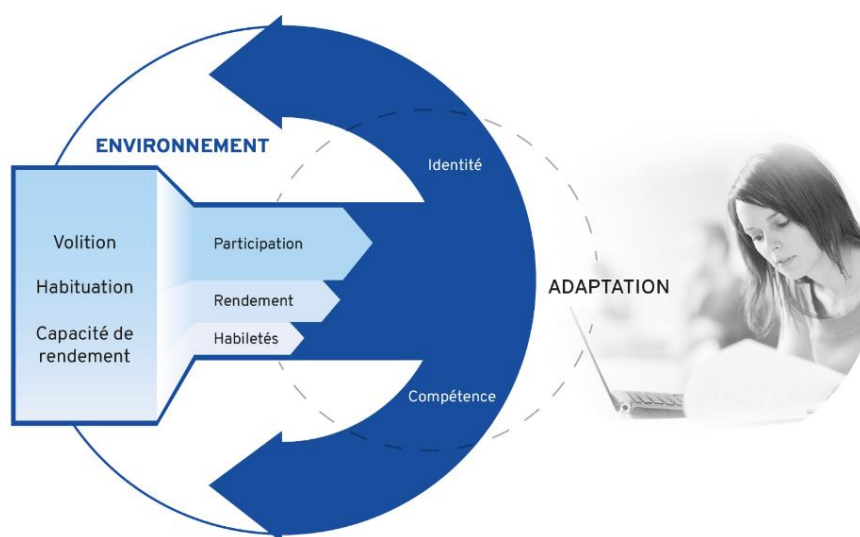 ENVIRONNEMENT
Volition
Habituation
Capacité de
rendement
Participation
Rendement
Habiletés
Identité
Compétence
ADAPTATION